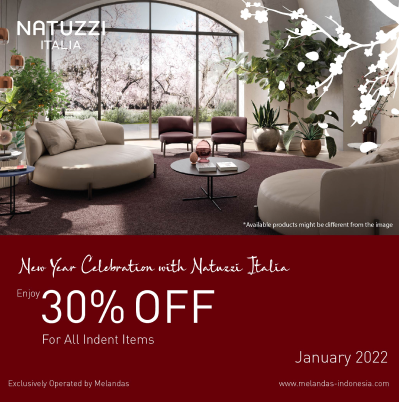 NATUZZI
ITALIA
*Available products might be different from the image
New Year Celebration with Natuzzi Italia
Enjoy
30% OFF
For All Indent Items
January 2022
Exclusively Operated by Melandas
www.melandas-indonesia.com